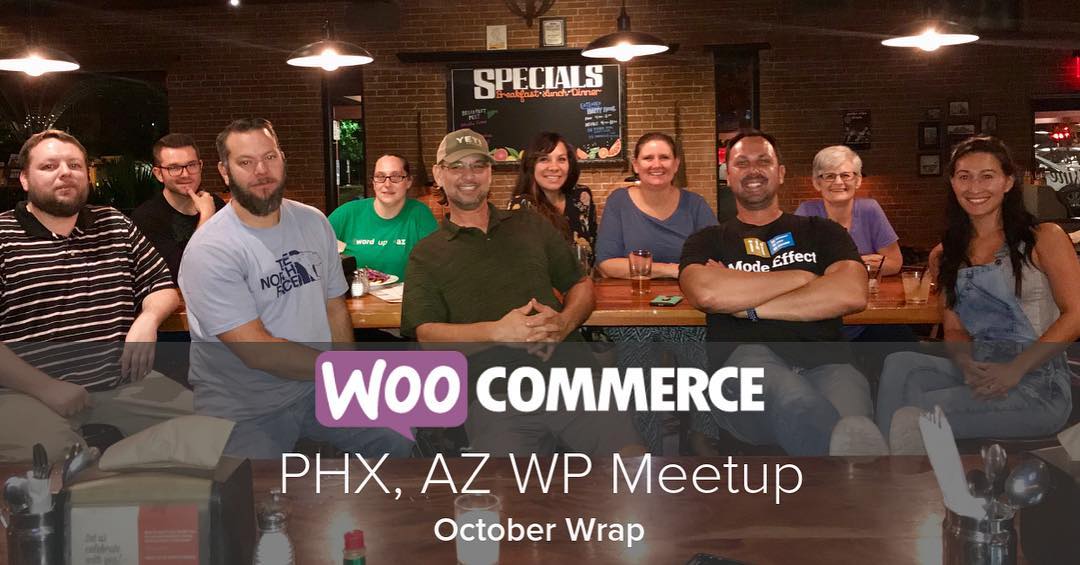 SPECIALS
Breakfast · Lunch · Dinner
YETI
word up az
THE
NORTH
FACE
Mode Effect
WOO COMMERCE
PHX, AZ WP Meetup
October Wrap